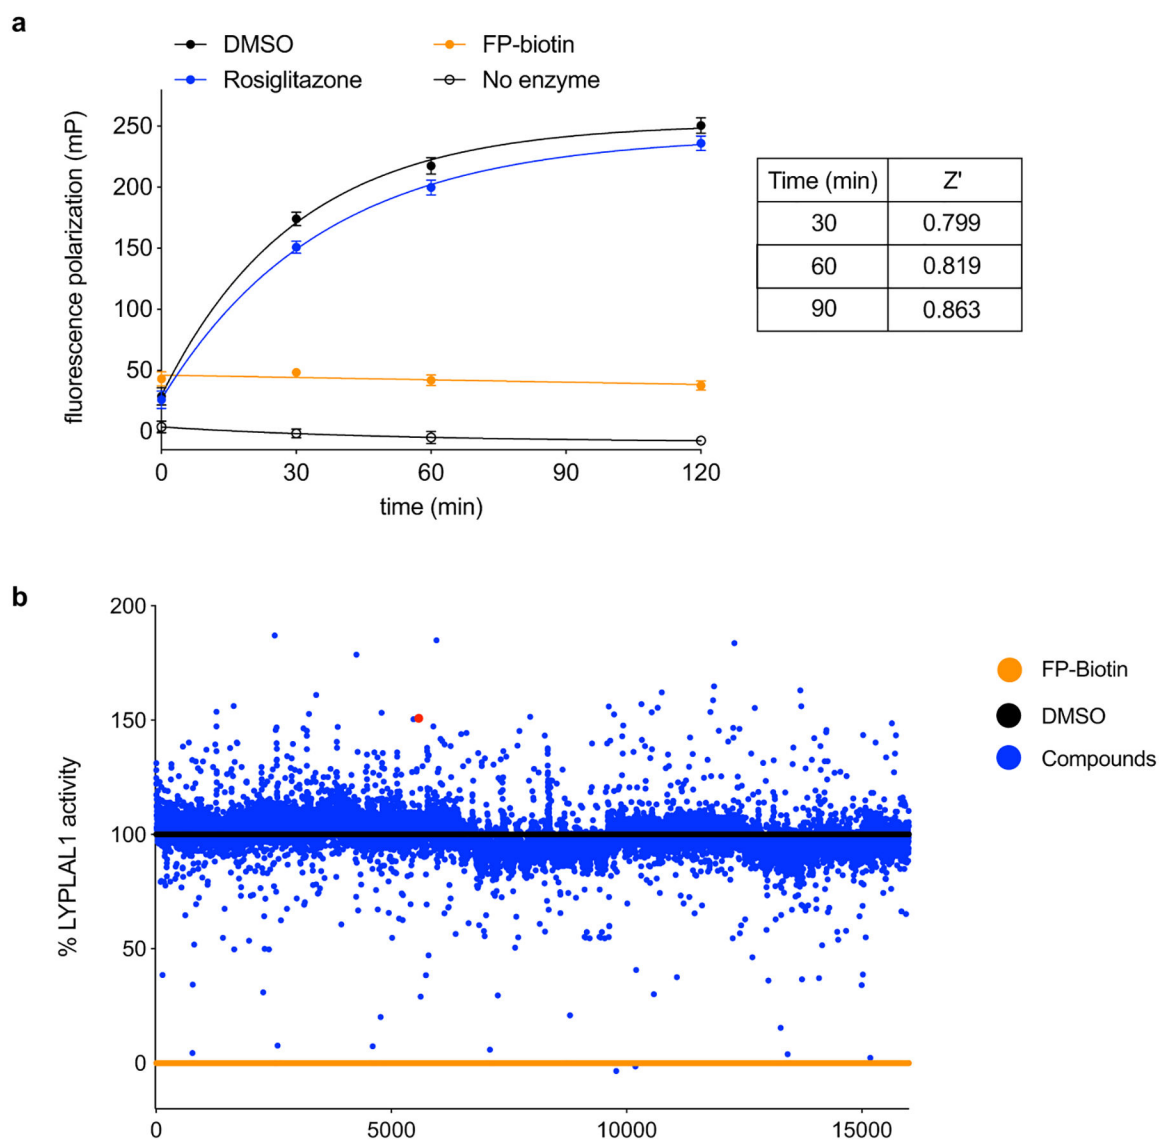 a
DMSO
FP-biotin
Rosiglitazone
No enzyme
fluorescence polarization (mP)
250
200
150
100
50
0
0 30 60 90 120
time (min)
Time (min) Z'
30 0.799
60 0.819
90 0.863
b
% LYPLAL1 activity
200
150
100
50
0
0 5000 10000 15000
FP-Biotin
DMSO
Compounds